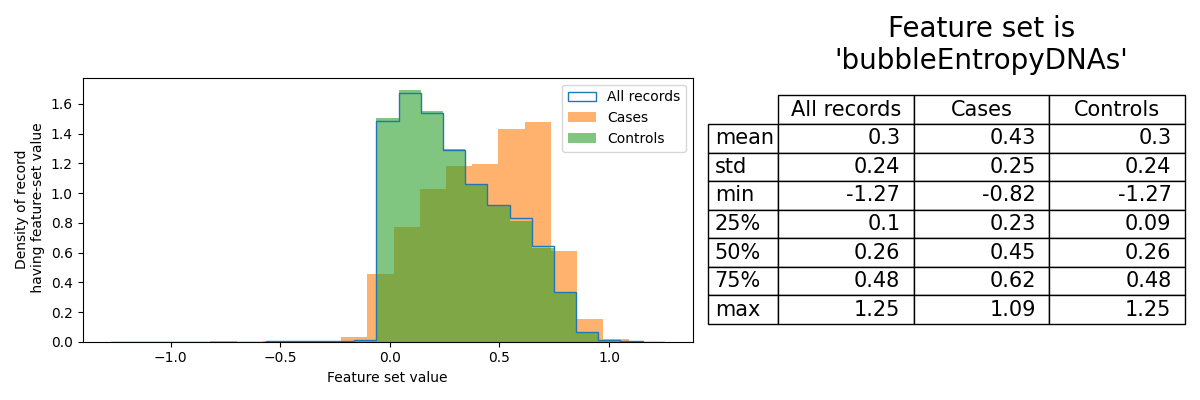 Feature set is
'bubbleEntropyDNAs'
1.6
1.4
1.2
1.0
0.8
0.6
0.4
0.2
0.0
Density of record
having feature-set value
−1.0 −0.5 0.0 0.5 1.0
Feature set value
All records
Cases
Controls
All records Cases Controls
mean 0.3 0.43 0.3
std 0.24 0.25 0.24
min -1.27 -0.82 -1.27
25% 0.1 0.23 0.09
50% 0.26 0.45 0.26
75% 0.48 0.62 0.48
max 1.25 1.09 1.25